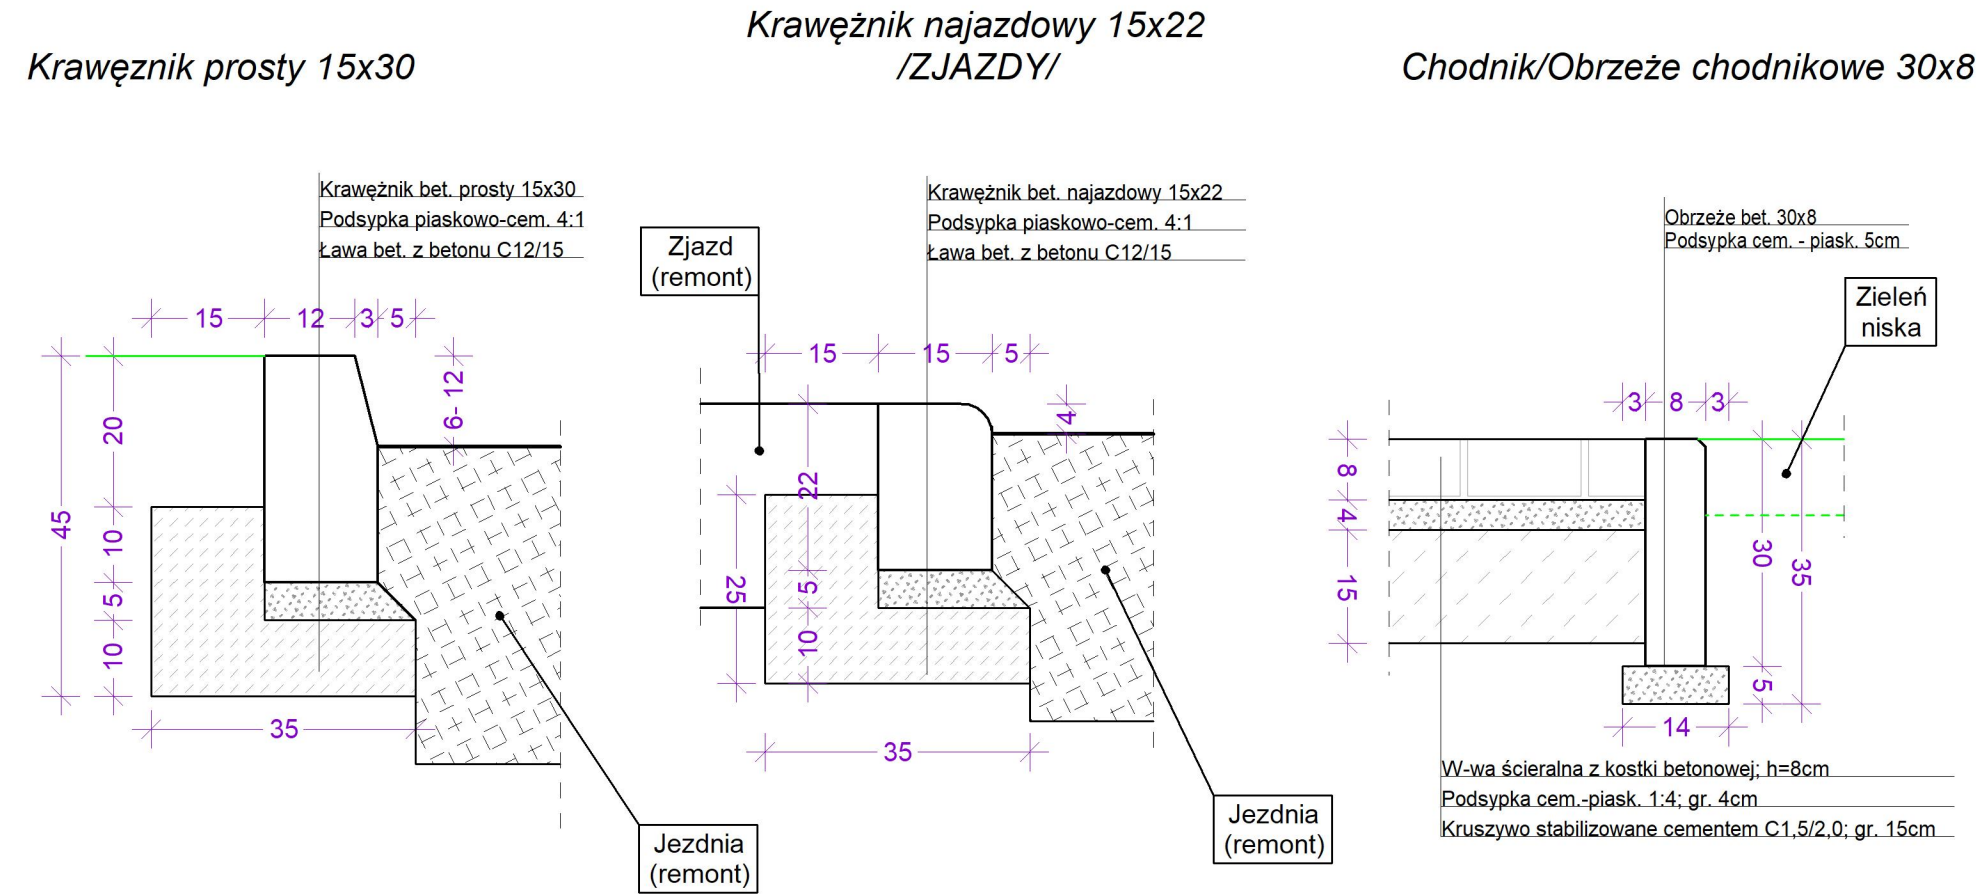 Krawęznik prosty 15x30
Krawężnik bet. prosty 15x30
Podsypka piaskowo-cem. 4:1
Ława bet. z betonu C12/15
15
12
3
5
45
20
10
5
10
6- 12
35
Jezdnia
(remont)
Krawężnik najazdowy 15x22
/ZJAZDY/
Krawężnik bet. najazdowy 15x22
Podsypka piaskowo-cem. 4:1
Ława bet. z betonu C12/15
Zjazd
(remont)
15
15
5
4
22
5
10
25
35
Jezdnia
(remont)
Chodnik/Obrzeże chodnikowe 30x8
Obrzeże bet. 30x8
Podsypka cem. - piask. 5cm
Zieleń
niska
3
8
3
8
4
15
30
5
35
14
W-wa ścieralna z kostki betonowej; h=8cm
Podsypka cem.-piask. 1:4; gr. 4cm
Kruszywo stabilizowane cementem C1,5/2,0; gr. 15cm